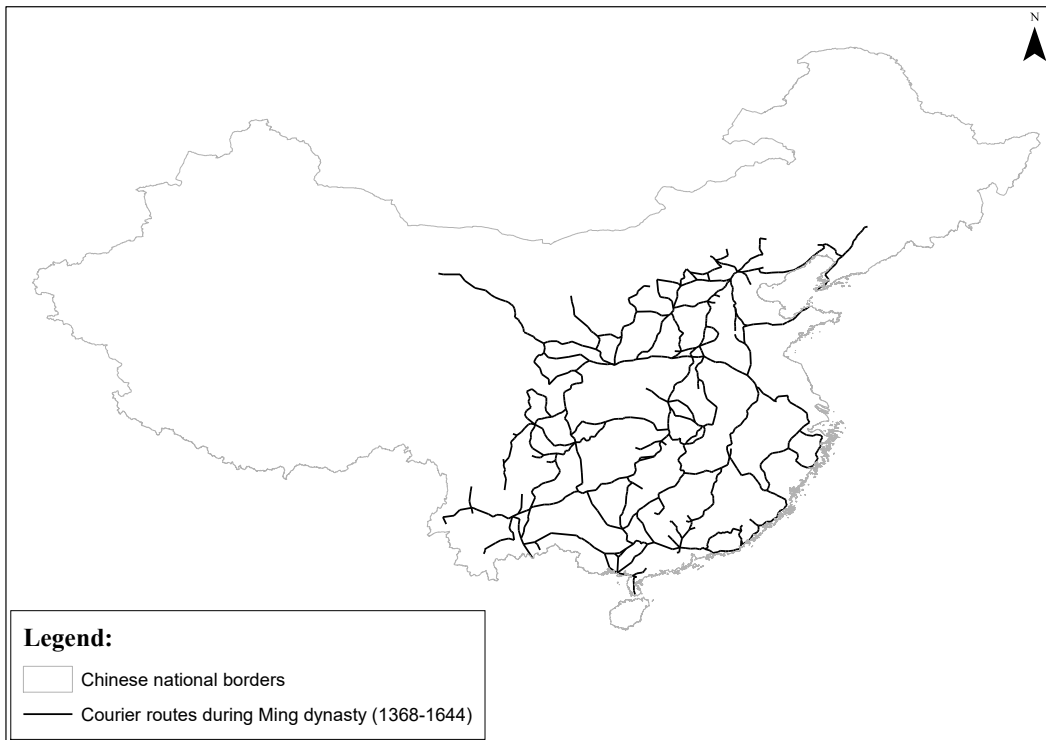 N
Legend:
Chinese national borders
Courier routes during Ming dynasty (1368-1644)